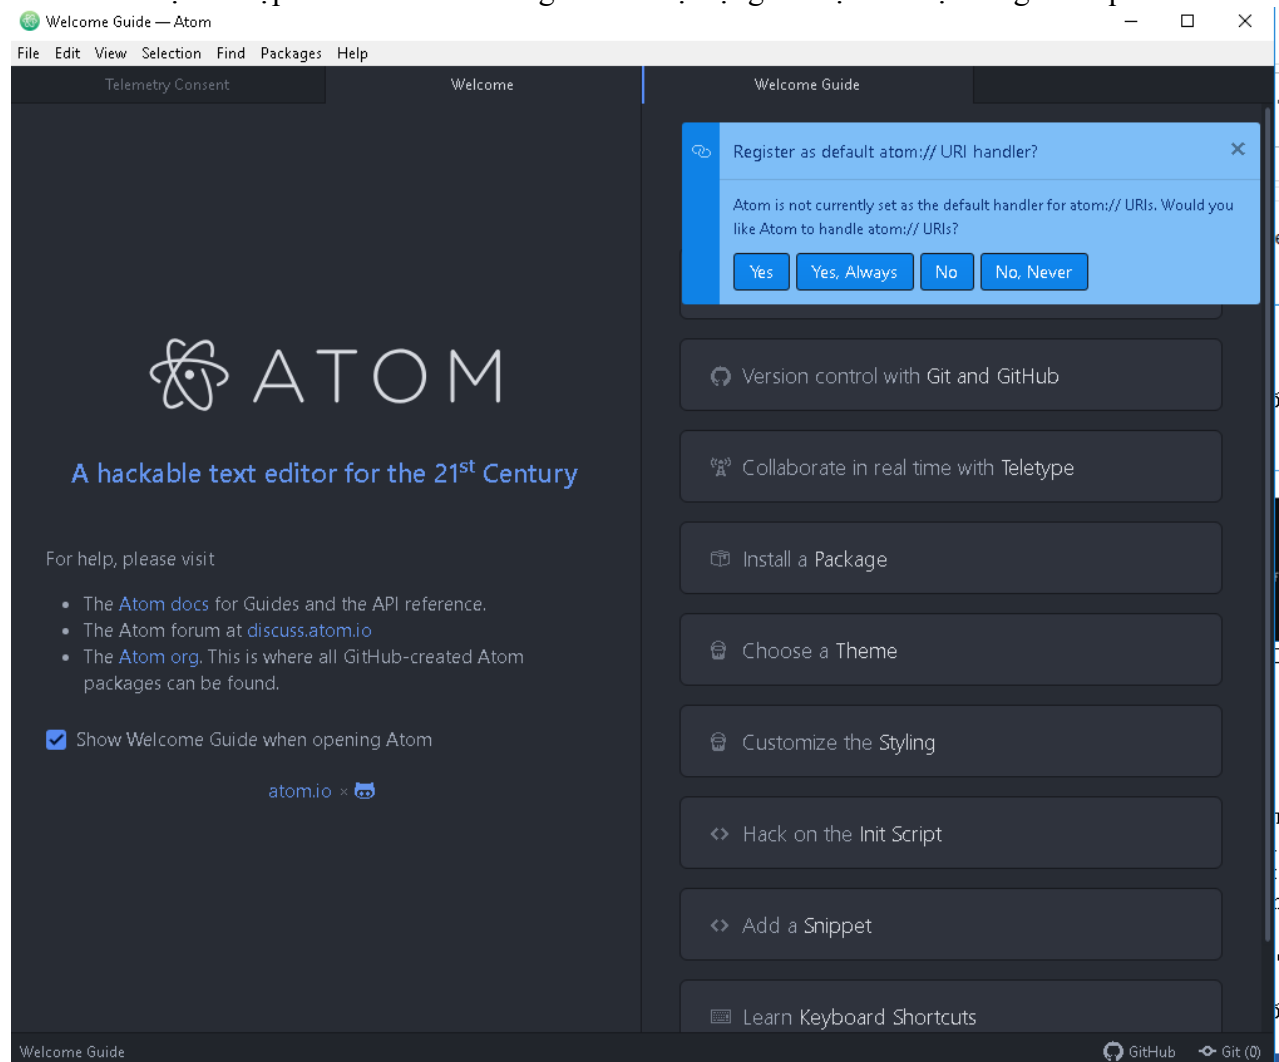 Welcome Guide — Atom
File Edit View Selection Find Packages Help
Telemetry Consent
Welcome
Welcome Guide
ATOM
A hackable text editor for the 21st Century
For help, please visit
The Atom docs for Guides and the API reference.
The Atom forum at discuss.atom.io
The Atom org. This is where all GitHub-created Atom
packages can be found.
Show Welcome Guide when opening Atom
atom.io ×
Register as default atom:// URI handler?
Atom is not currently set as the default handler for atom:// URIs. Would you
like Atom to handle atom:// URIs?
Yes
Yes, Always
No
No, Never
Version control with Git and GitHub
Collaborate in real time with Teletype
Install a Package
Choose a Theme
Customize the Styling
Hack on the Init Script
Add a Snippet
Learn Keyboard Shortcuts
Welcome Guide
GitHub
Git (0)